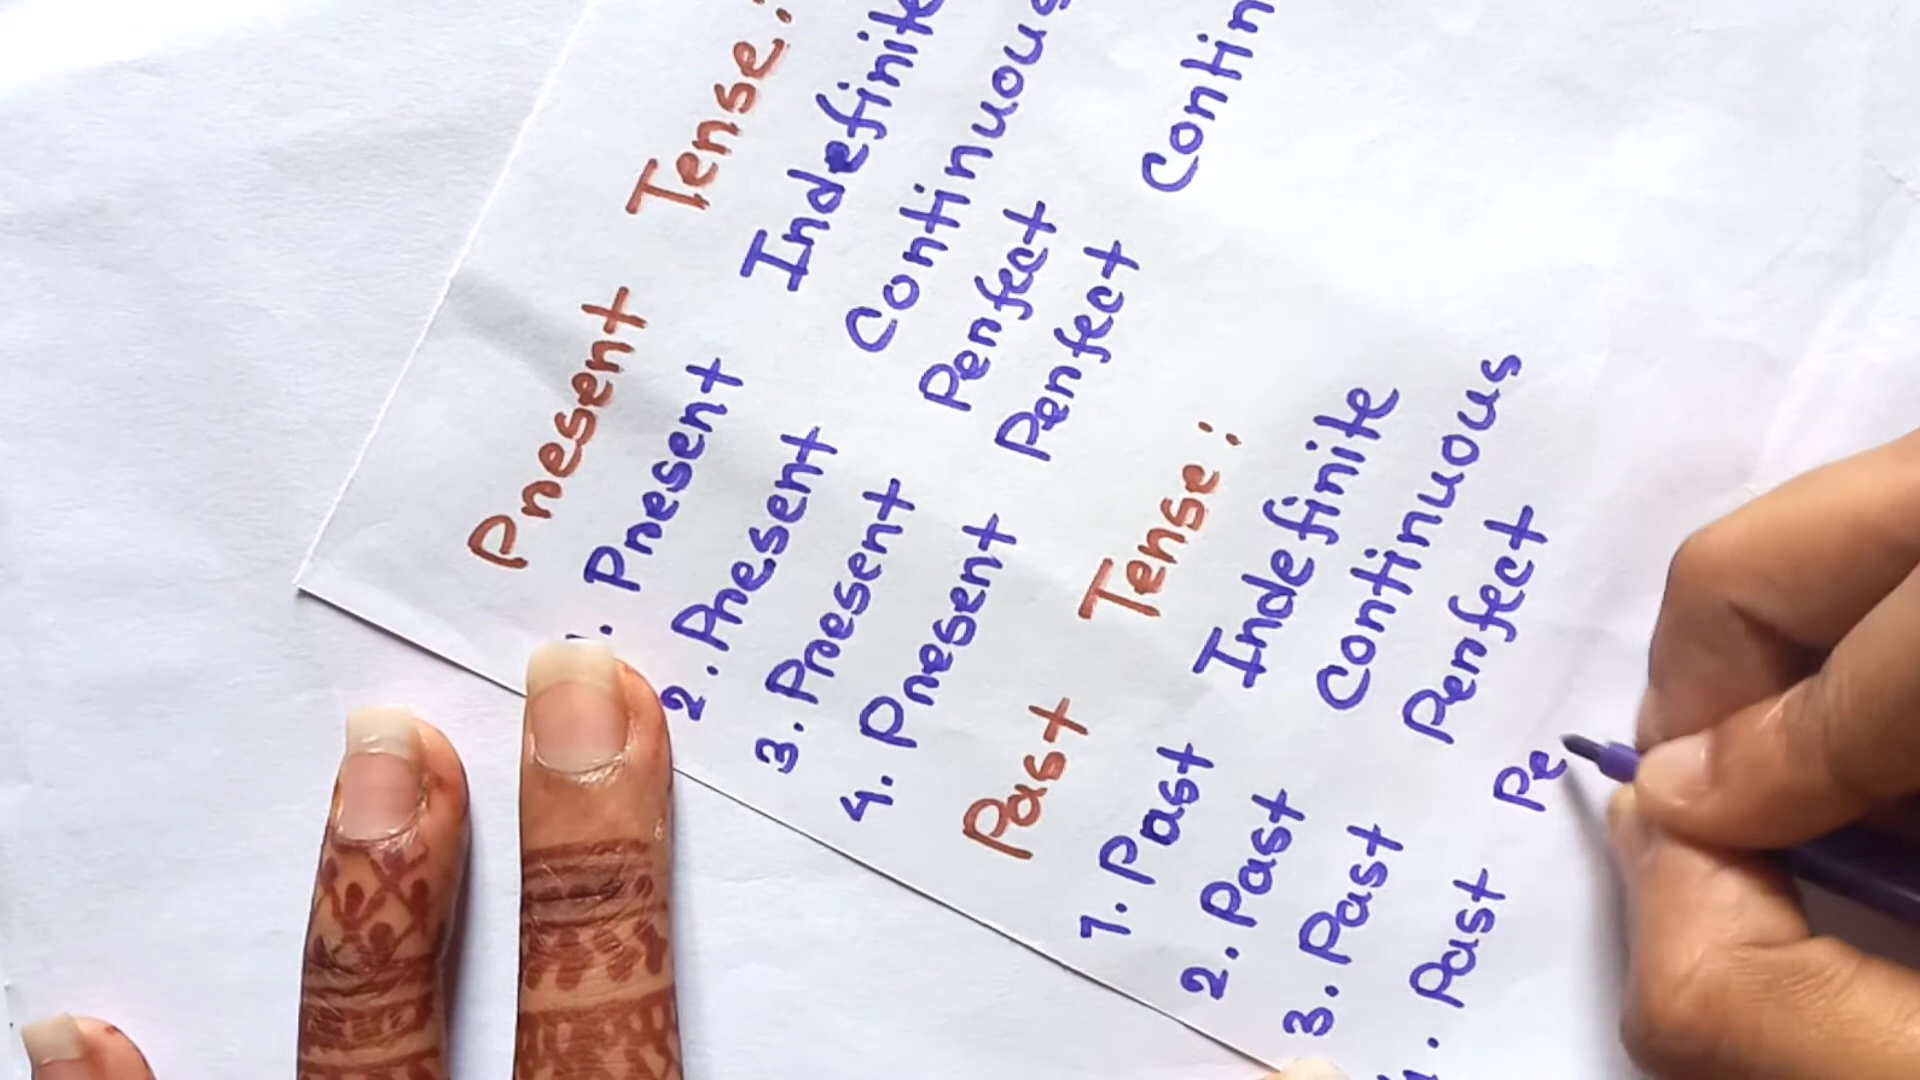 Present Tense:
1. Present Indefinite
2. Present Continuous
3. Present Perfect
4. Present Perfect Contin
Past Tense:
1. Past Indefinite
2. Past Continuous
3. Past Perfect
4. Past Pe